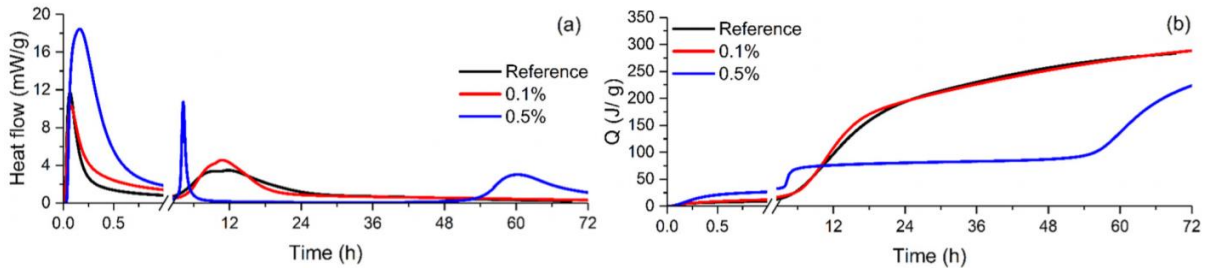 (a)
Heat flow (mW/g)
20
16
12
8
4
0
Reference
0.1%
0.5%
0.0 0.5 12 24 36 48 60 72
Time (h)
(b)
Q (J/ g)
350
300
250
200
150
100
50
0
Reference
0.1%
0.5%
0.0 0.5 12 24 36 48 60 72
Time (h)